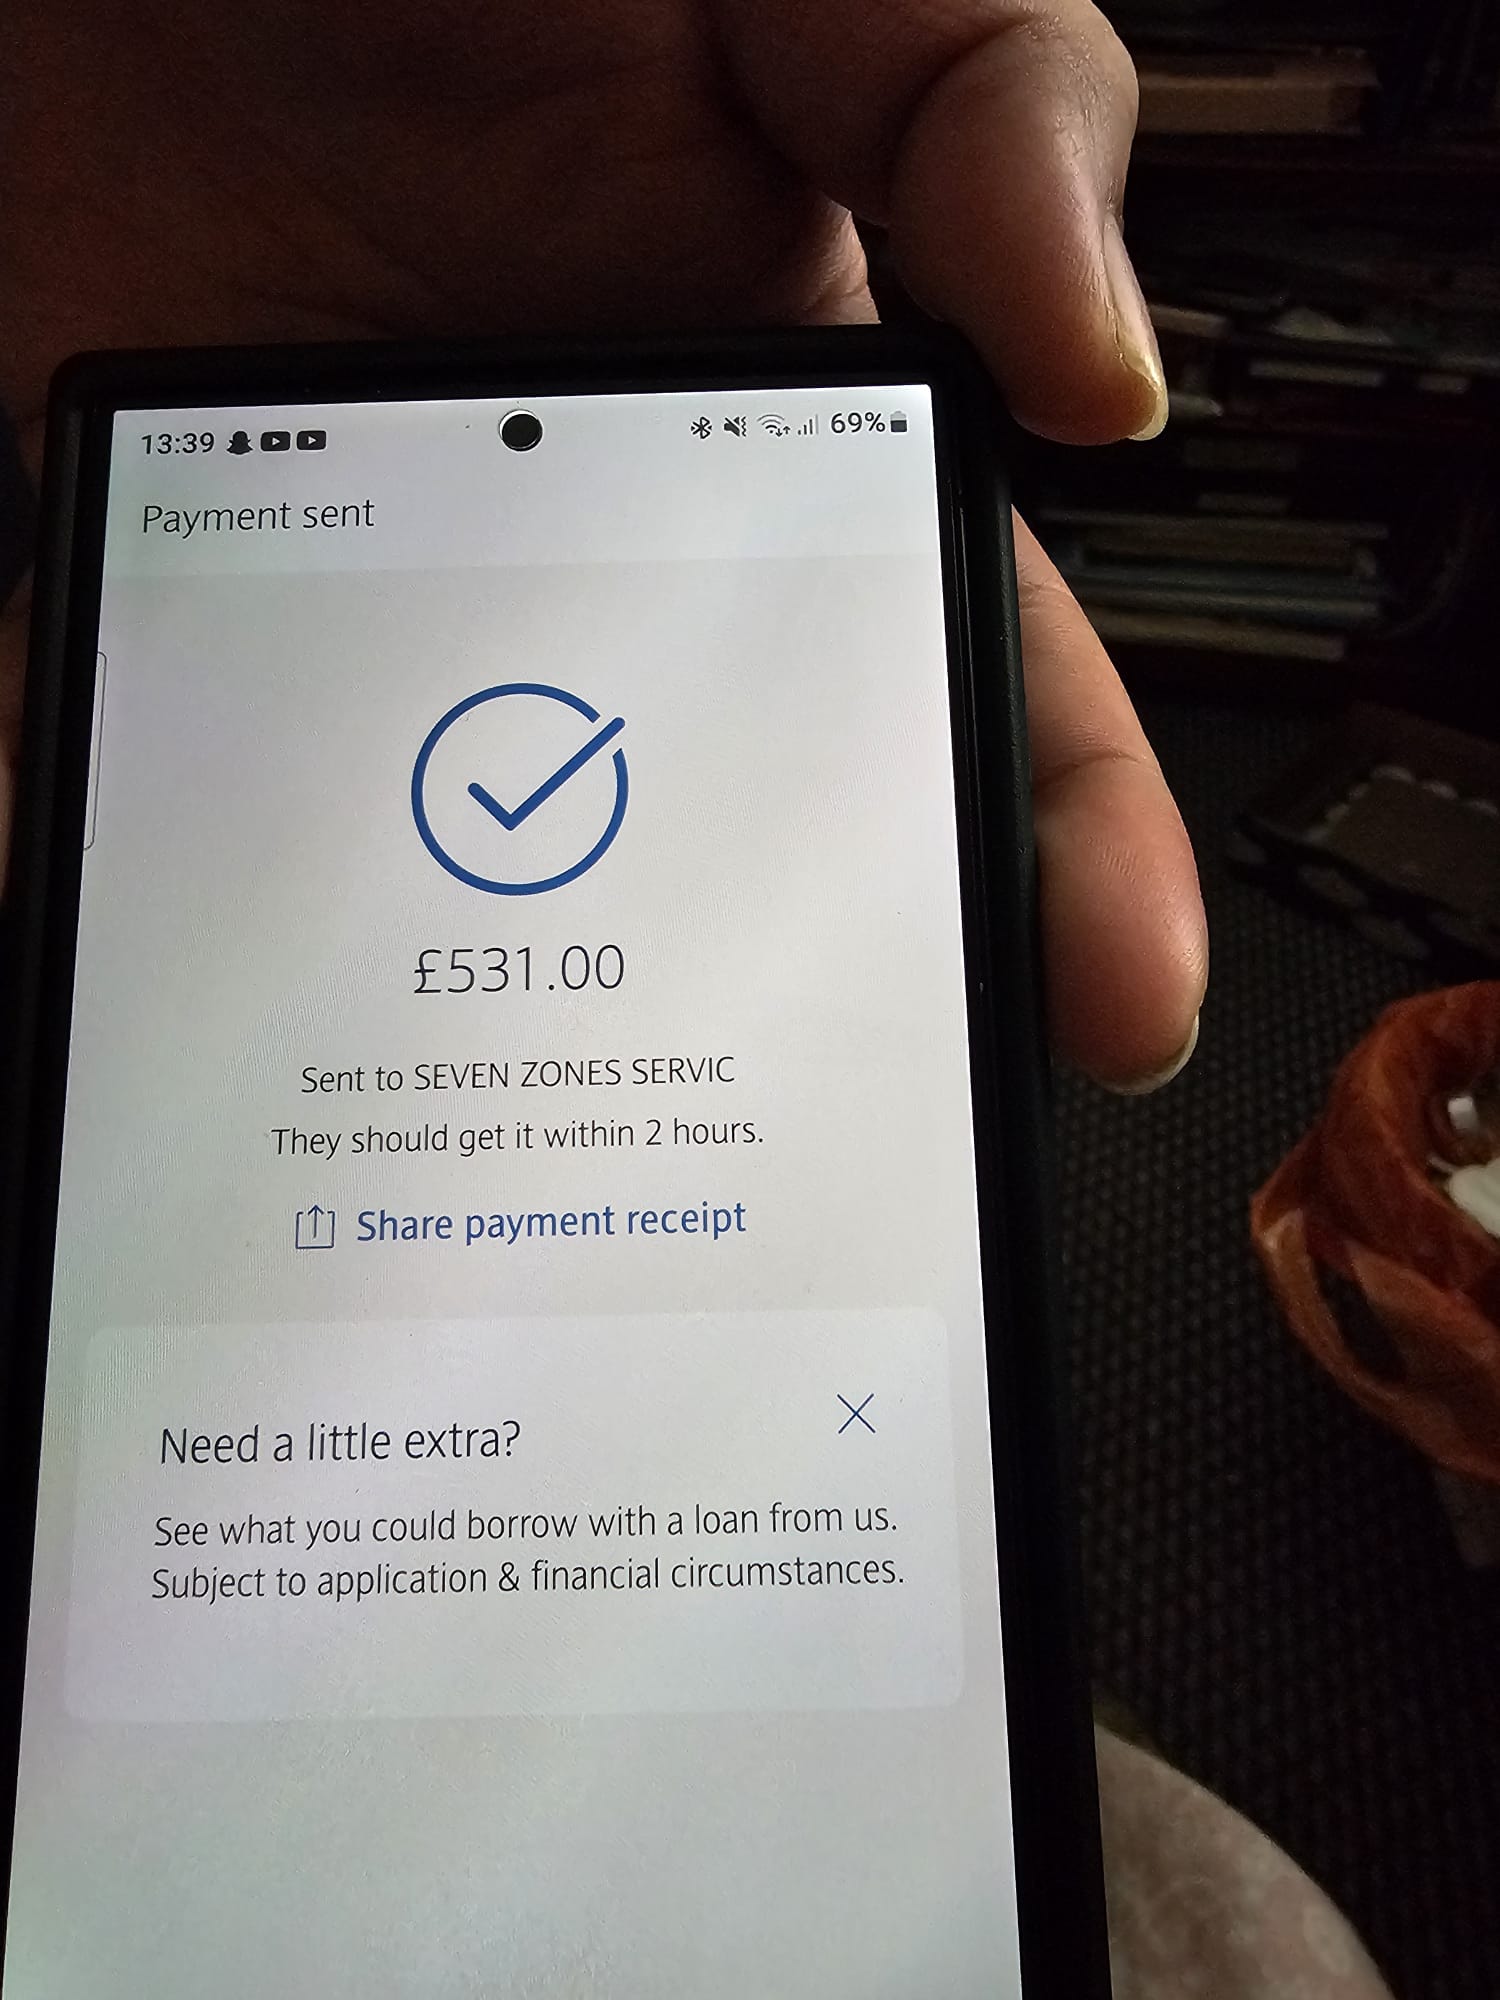 13:39 69%
Payment sent
£531.00
Sent to SEVEN ZONES SERVIC
They should get it within 2 hours.
Share payment receipt
Need a little extra?
See what you could borrow with a loan from us.
Subject to application & financial circumstances.